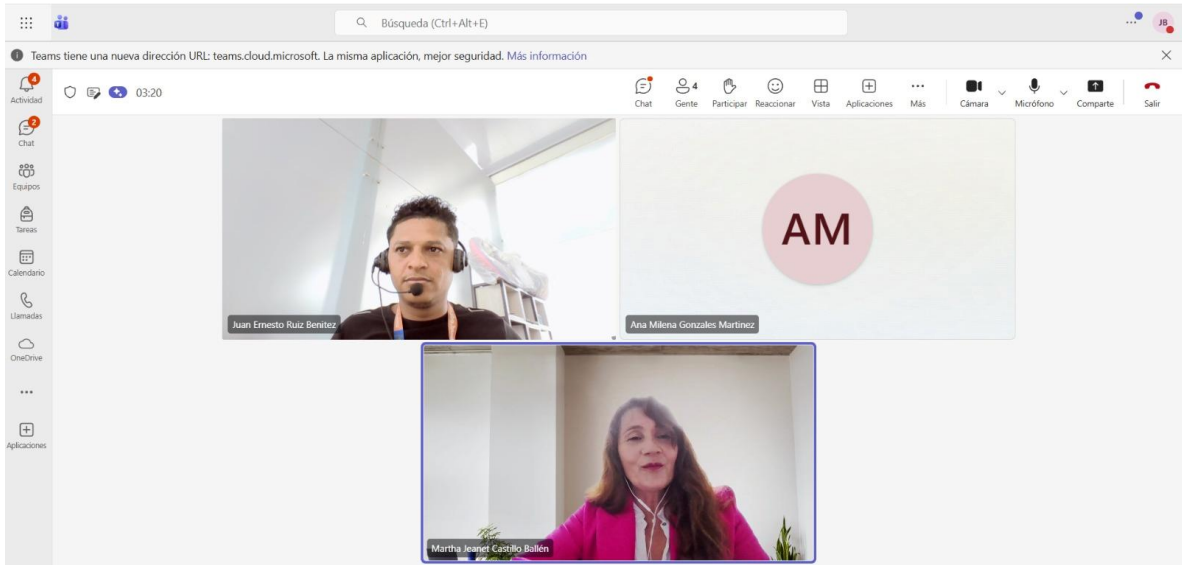 Búsqueda (Ctrl+Alt+E)
JB
Teams tiene una nueva dirección URL: teams.cloud.microsoft. La misma aplicación, mejor seguridad. Más información
4
Actividad
03:20
Chat
4
Gente
Participar
Reaccionar
Vista
Aplicaciones
Más
Cámara
Micrófono
Comparte
Salir
2
Chat
Equipos
Tareas
Calendario
Llamadas
OneDrive
Aplicaciones
AM
Juan Ernesto Ruiz Benitez
Ana Milena Gonzales Martinez
Martha Jeanet Castillo Ballén